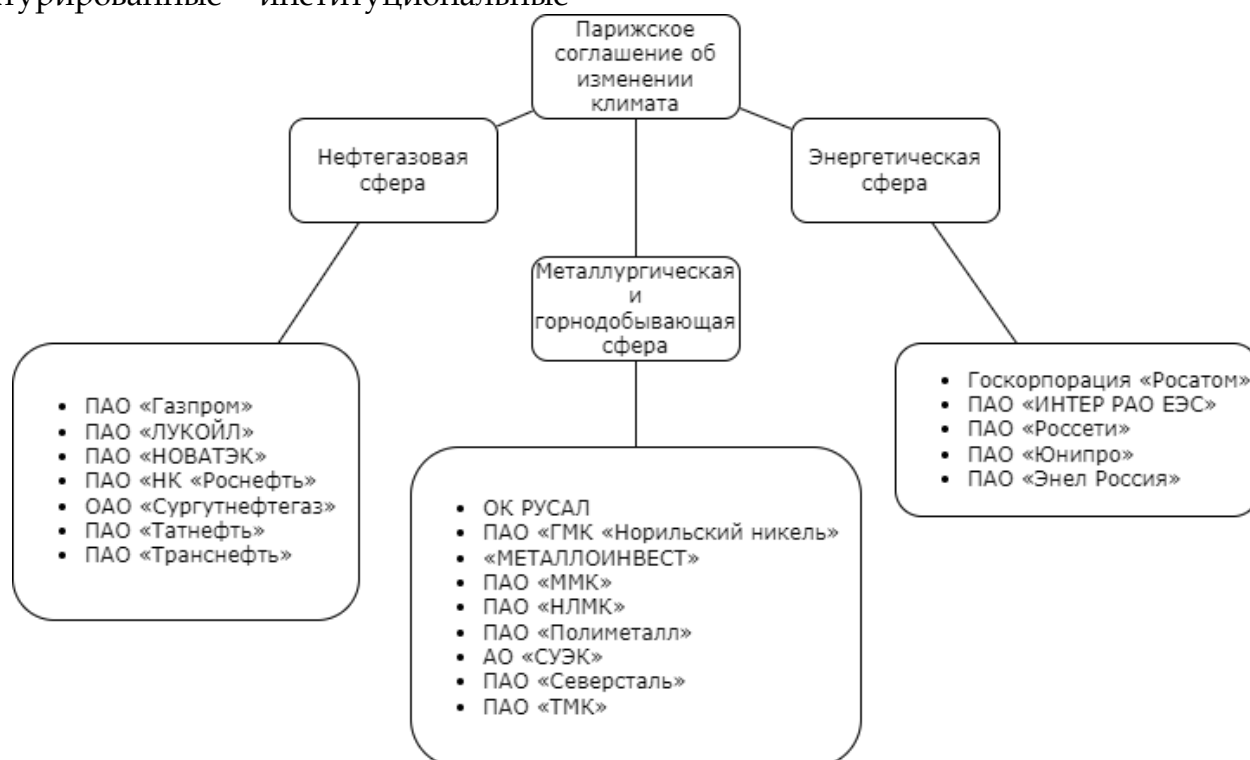 турированные институциональные
Парижское
соглашение об
изменении
климата
Нефтегазовая
сфера
Энергетическая
сфера
Металлургическая
и
горнодобывающая
сфера
• ПАО «Газпром»
• ПАО «ЛУКОЙЛ»
• ПАО «НОВАТЭК»
• ПАО «НК «Роснефть»
• ОАО «Сургутнефтегаз»
• ПАО «Татнефть»
• ПАО «Транснефть»
• ОК РУСАЛ
• ПАО «ГМК «Норильский никель»
• «МЕТАЛЛОИНВЕСТ»
• ПАО «ММК»
• ПАО «НЛМК»
• ПАО «Полиметалл»
• АО «СУЭК»
• ПАО «Северсталь»
• ПАО «ТМК»
• Госкорпорация «Росатом»
• ПАО «ИНТЕР РАО ЕЭС»
• ПАО «Россети»
• ПАО «Юнипро»
• ПАО «Энел Россия»